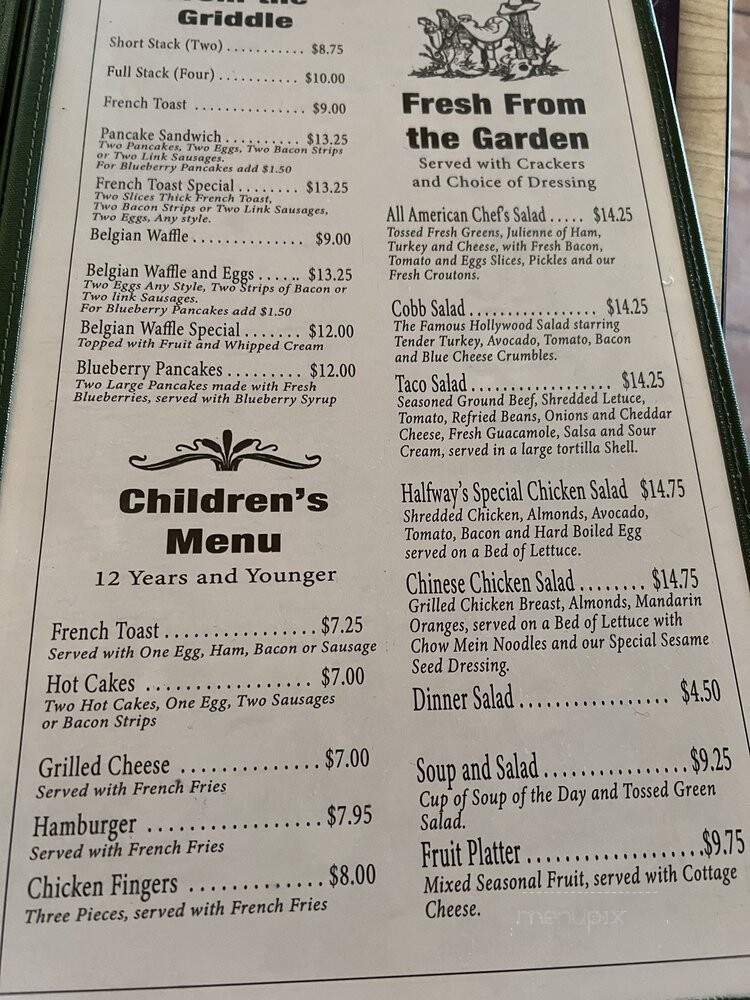 Griddle
Short Stack (Two) ........... $8.75
Full Stack (Four) ........... $10.00
French Toast ................ $9.00
Pancake Sandwich .......... $13.25
Two Pancakes, Two Eggs, Two Bacon Strips
or Two Link Sausages.
For Blueberry Pancakes add $1.50
French Toast Special ........ $13.25
Two Slices Thick French Toast,
Two Bacon Strips or Two Link Sausages,
Two Eggs, Any style.
Belgian Waffle ............... $9.00
Belgian Waffle and Eggs ...... $13.25
Two Eggs Any Style, Two Strips of Bacon or
Two link Sausages.
For Blueberry Pancakes add $1.50
Belgian Waffle Special ....... $12.00
Topped with Fruit and Whipped Cream
Blueberry Pancakes ......... $12.00
Two Large Pancakes made with Fresh
Blueberries, served with Blueberry Syrup
Children's
Menu
12 Years and Younger
French Toast ................ $7.25
Served with One Egg, Ham, Bacon or Sausage
Hot Cakes ................. $7.00
Two Hot Cakes, One Egg, Two Sausages
or Bacon Strips
Grilled Cheese .............. $7.00
Served with French Fries
Hamburger .................. $7.95
Served with French Fries
Chicken Fingers ............. $8.00
Three Pieces, served with French Fries
Fresh From
the Garden
Served with Crackers
and Choice of Dressing
All American Chef's Salad ..... $14.25
Tossed Fresh Greens, Julienne of Ham,
Turkey and Cheese, with Fresh Bacon,
Tomato and Eggs Slices, Pickles and our
Fresh Croutons.
Cobb Salad ................. $14.25
The Famous Hollywood Salad starring
Tender Turkey, Avocado, Tomato, Bacon
and Blue Cheese Crumbles.
Taco Salad .................. $14.25
Seasoned Ground Beef, Shredded Letuce,
Tomato, Refried Beans, Onions and Cheddar
Cheese, Fresh Guacamole, Salsa and Sour
Cream, served in a large tortilla Shell.
Halfway's Special Chicken Salad $14.75
Shredded Chicken, Almonds, Avocado,
Tomato, Bacon and Hard Boiled Egg
served on a Bed of Lettuce.
Chinese Chicken Salad ........ $14.75
Grilled Chicken Breast, Almonds, Mandarin
Oranges, served on a Bed of Lettuce with
Chow Mein Noodles and our Special Sesame
Seed Dressing.
Dinner Salad ................. $4.50
Soup and Salad ................ $9.25
Cup of Soup of the Day and Tossed Green
Salad.
Fruit Platter .................... $9.75
Mixed Seasonal Fruit, served with Cottage
Cheese.
menupix